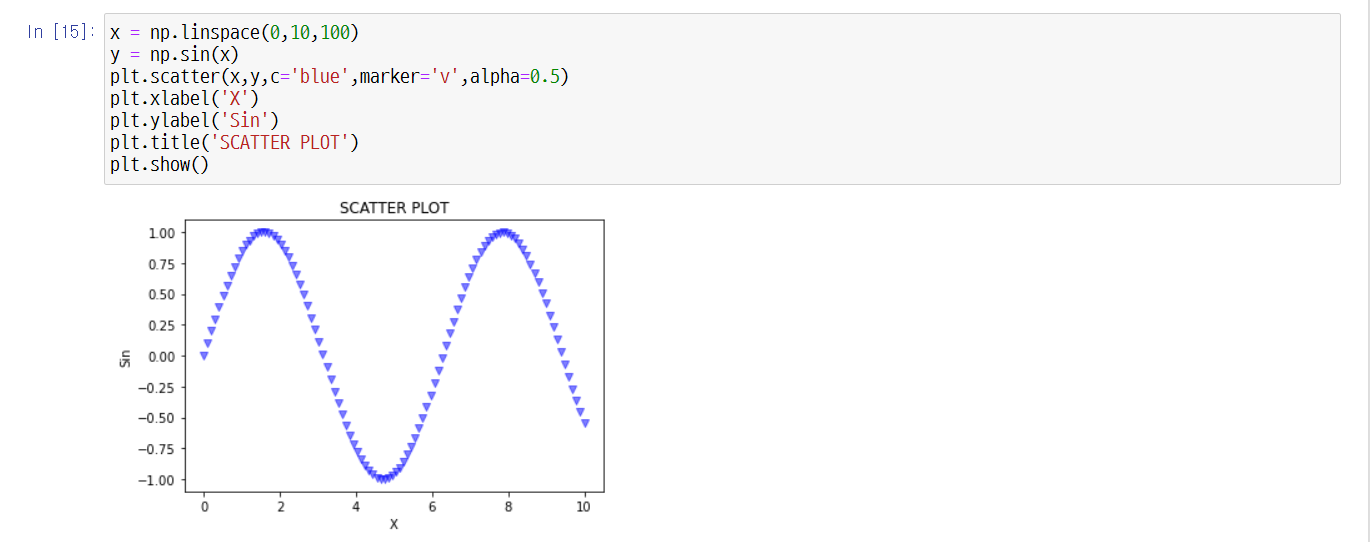 In [15]:
x = np.linspace(0,10,100)
y = np.sin(x)
plt.scatter(x,y,c='blue',marker='v',alpha=0.5)
plt.xlabel('X')
plt.ylabel('Sin')
plt.title('SCATTER PLOT')
plt.show()
SCATTER PLOT
1.00
0.75
0.50
0.25
0.00
−0.25
−0.50
−0.75
−1.00
Sin
0 2 4 6 8 10
X